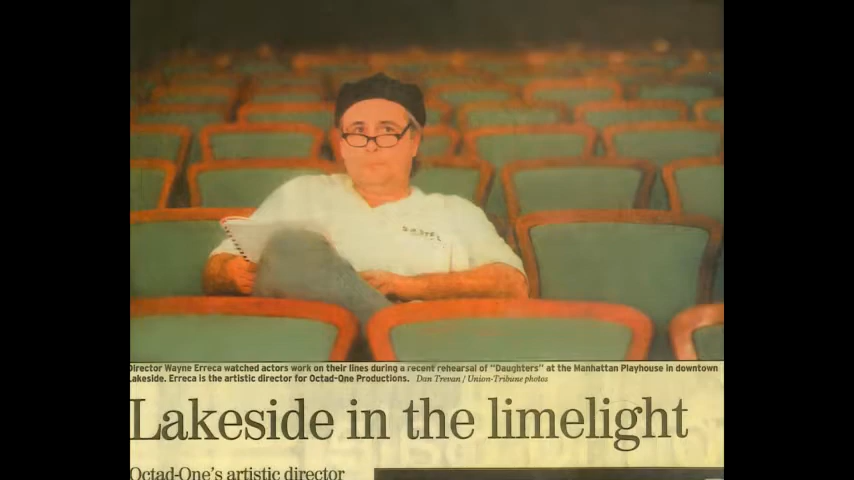 Director Wayne Erreca watched actors work on their lines during a recent rehearsal of "Daughters" at the Manhattan Playhouse in downtown
Lakeside. Erreca is the artistic director for Octad-One Productions. Dan Trevan / Union-Tribune photos
Lakeside in the limelight
Octad-One's artistic director